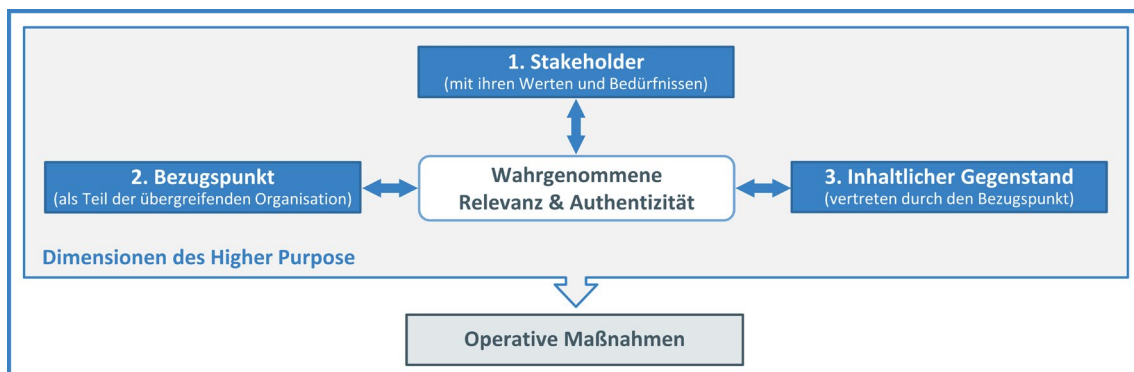 1. Stakeholder
(mit ihren Werten und Bedürfnissen)
2. Bezugspunkt
(als Teil der übergreifenden Organisation)
Wahrgenommene
Relevanz & Authentizität
3. Inhaltlicher Gegenstand
(vertreten durch den Bezugspunkt)
Dimensionen des Higher Purpose
Operative Maßnahmen